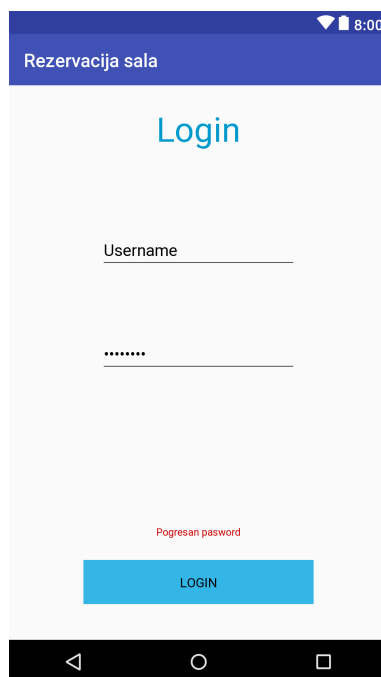 8:00
Rezervacija sala
Login
Username
••••••••
Pogresan pasword
LOGIN